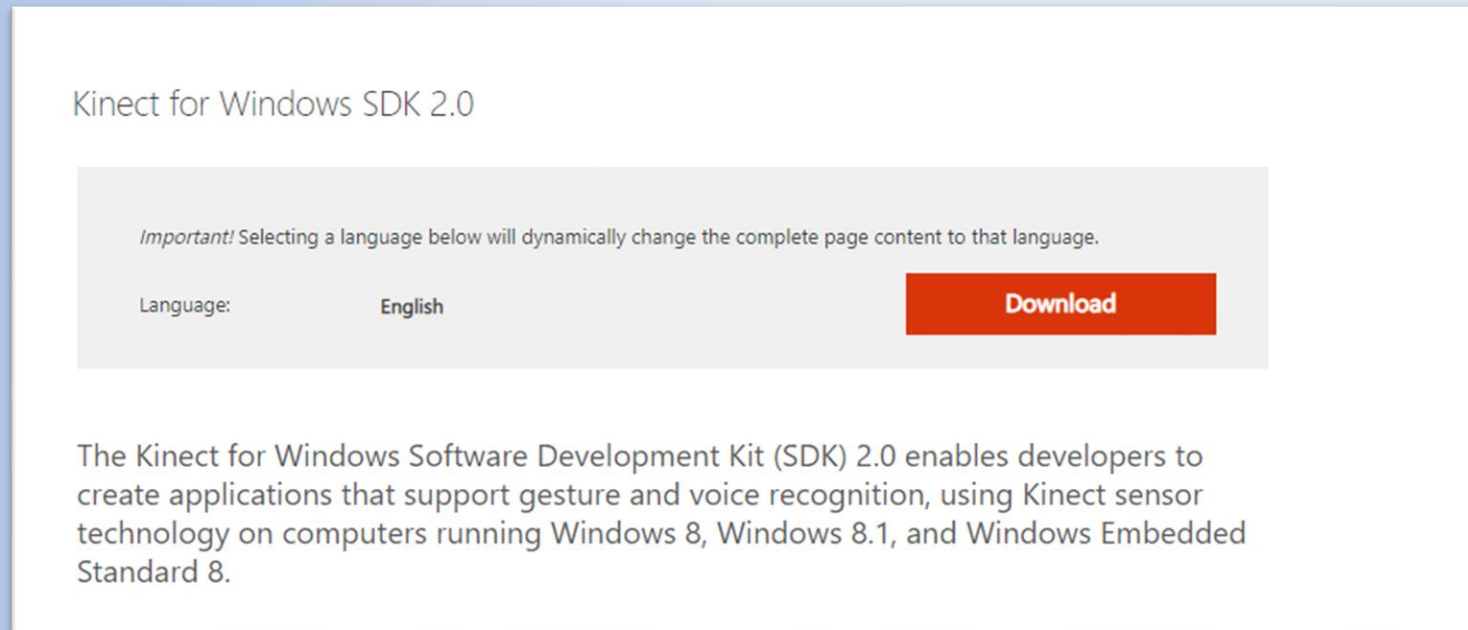 Kinect for Windows SDK 2.0
Important! Selecting a language below will dynamically change the complete page content to that language.
Language: English Download
The Kinect for Windows Software Development Kit (SDK) 2.0 enables developers to
create applications that support gesture and voice recognition, using Kinect sensor
technology on computers running Windows 8, Windows 8.1, and Windows Embedded
Standard 8.